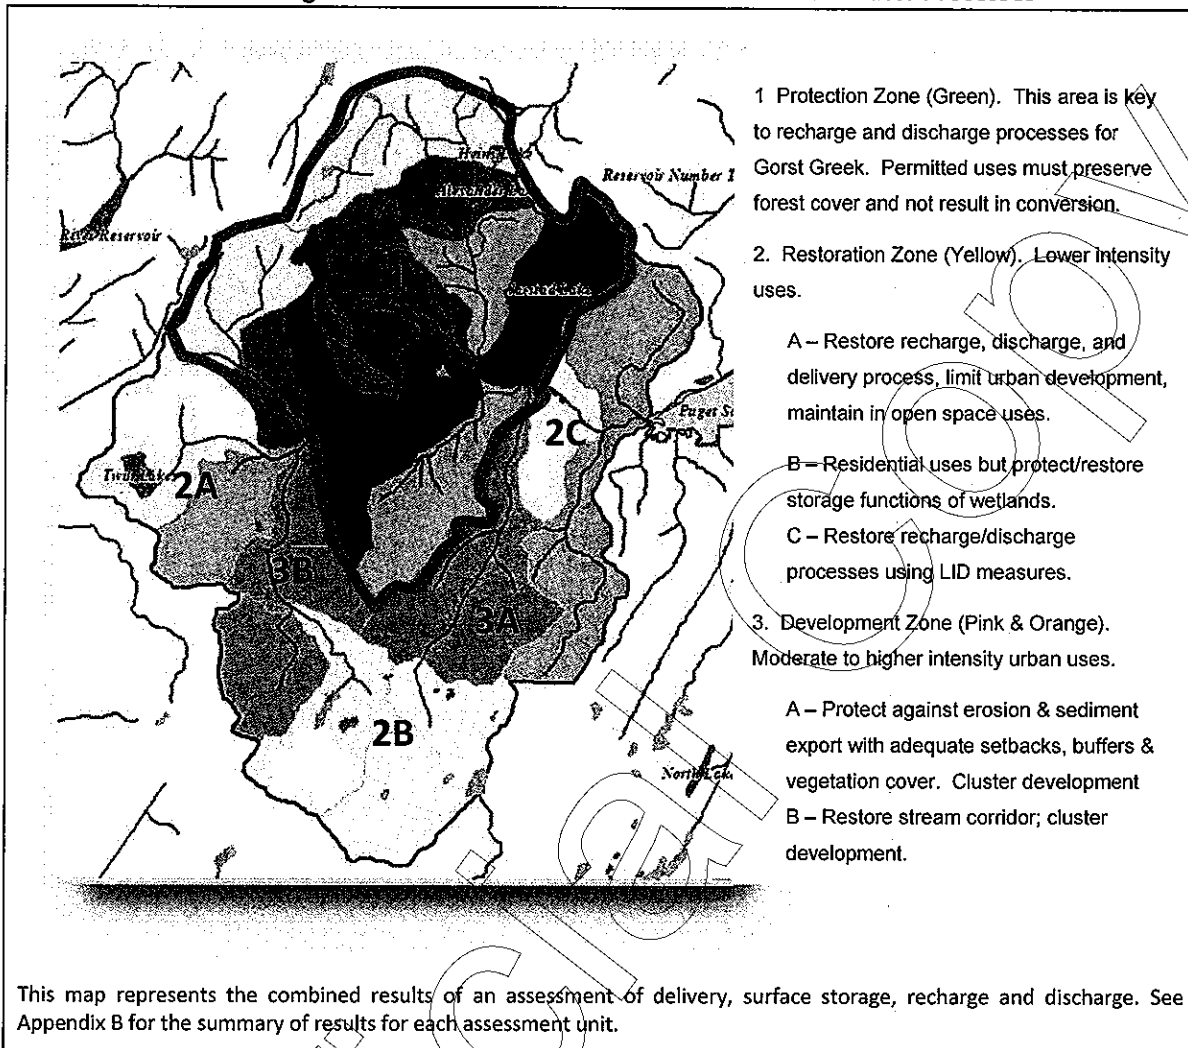 1 Protection Zone (Green). This area is key
to recharge and discharge processes for
Gorst Greek. Permitted uses must preserve
forest cover and not result in conversion.
2. Restoration Zone (Yellow). Lower intensity
uses.
A – Restore recharge, discharge, and
delivery process, limit urban development,
maintain in open space uses.
B – Residential uses but protect/restore
storage functions of wetlands.
C – Restore recharge/discharge
processes using LID measures.
3. Development Zone (Pink & Orange).
Moderate to higher intensity urban uses.
A – Protect against erosion & sediment
export with adequate setbacks, buffers &
vegetation cover. Cluster development
B – Restore stream corridor; cluster
development.
Reservoir Number 1
Reservoir
Puget S
2C
2A
3B
3A
2B
North Lak
This map represents the combined results of an assessment of delivery, surface storage, recharge and discharge. See
Appendix B for the summary of results for each assessment unit.